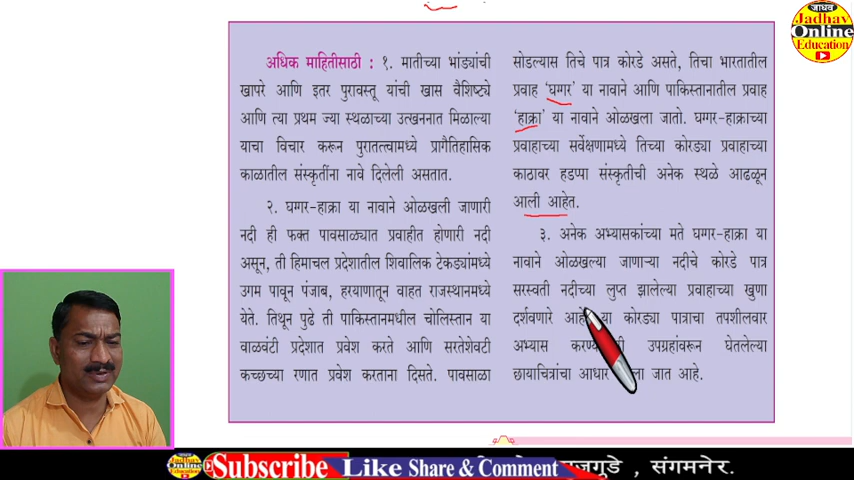 जाधव
Jadhav
Online
Education
अधिक माहितीसाठी : १. मातीच्या भांड्यांची
खापरे आणि इतर पुरावस्तू यांची खास वैशिष्ट्ये
आणि त्या प्रथम ज्या स्थळाच्या उत्खननात मिळाल्या
याचा विचार करून पुरातत्त्वामध्ये प्रागैतिहासिक
काळातील संस्कृतींना नावे दिलेली असतात.
२. घग्गर-हाक्रा या नावाने ओळखली जाणारी
नदी ही फक्त पावसाळ्यात प्रवाहीत होणारी नदी
असून, ती हिमाचल प्रदेशातील शिवालिक टेकड्यांमध्ये
उगम पावून पंजाब, हरयाणातून वाहत राजस्थानमध्ये
येते. तिथून पुढे ती पाकिस्तानमधील चोलिस्तान या
वाळवंटी प्रदेशात प्रवेश करते आणि सरतेशेवटी
कच्छच्या रणात प्रवेश करताना दिसते. पावसाळा
सोडल्यास तिचे पात्र कोरडे असते, तिचा भारतातील
प्रवाह ‘घग्गर’ या नावाने आणि पाकिस्तानातील प्रवाह
‘हाक्रा’ या नावाने ओळखला जातो. घग्गर-हाक्राच्या
प्रवाहाच्या सर्वेक्षणामध्ये तिच्या कोरड्या प्रवाहाच्या
काठावर हडप्पा संस्कृतीची अनेक स्थळे आढळून
आली आहेत.
३. अनेक अभ्यासकांच्या मते घग्गर-हाक्रा या
नावाने ओळखल्या जाणाऱ्या नदीचे कोरडे पात्र
सरस्वती नदीच्या लुप्त झालेल्या प्रवाहाच्या खुणा
दर्शवणारे या कोरड्या पात्राचा तपशीलवार
अभ्यास उपग्रहांवरून घेतलेल्या
छायाचित्रांचा आधार जात आहे.
Jadhav
Online
Education
Subscribe Like Share & Comment , संगमनेर.